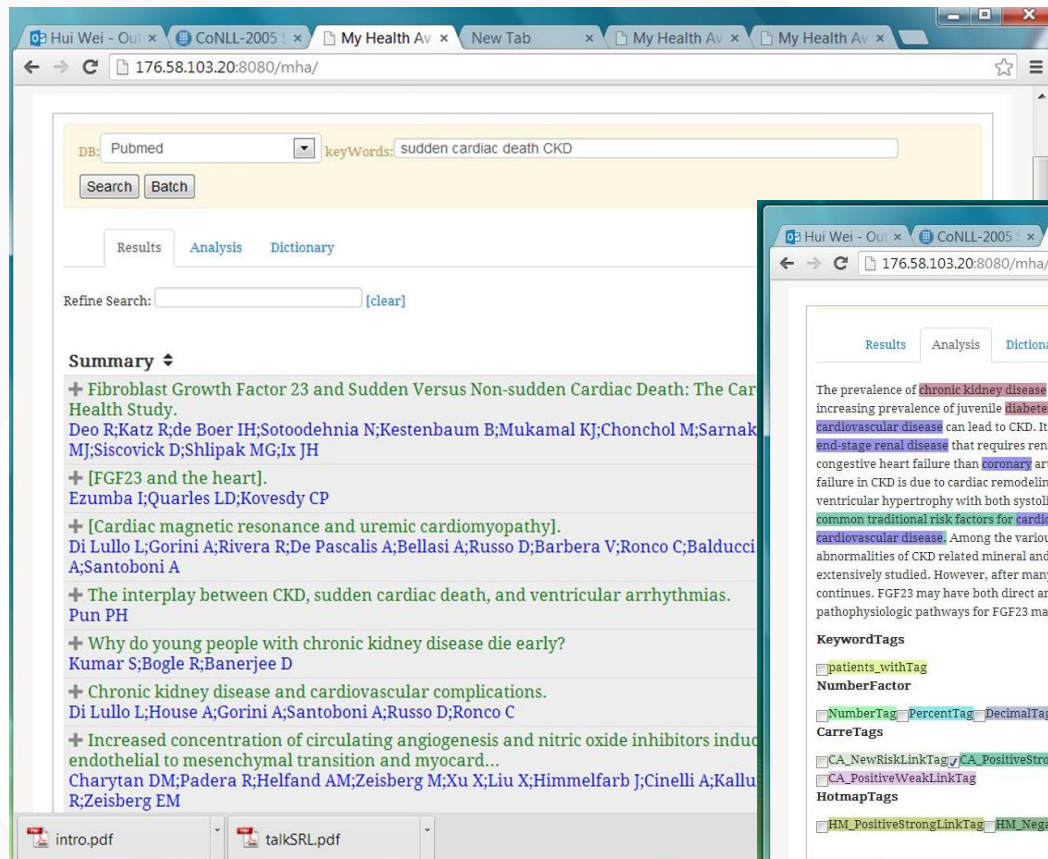 Hui Wei - Out
CoNLL-2005
My Health Av
New Tab
My Health Av
My Health Av
176.58.103.20:8080/mha/
DB: Pubmed keyWords: sudden cardiac death CKD
Search Batch
Results Analysis Dictionary
Refine Search: [clear]
Summary
Fibroblast Growth Factor 23 and Sudden Versus Non-sudden Cardiac Death: The Car
Health Study.
Deo R;Katz R;de Boer IH;Sotoodehnia N;Kestenbaum B;Mukamal KJ;Chonchol M;Sarnak
MJ;Siscovick D;Shlipak MG;Ix JH
[FGF23 and the heart].
Ezumba I;Quarles LD;Kovesdy CP
[Cardiac magnetic resonance and uremic cardiomyopathy].
Di Lullo L;Gorini A;Rivera R;De Pascalis A;Bellasi A;Russo D;Barbera V;Ronco C;Balducci
A;Santoboni A
The interplay between CKD, sudden cardiac death, and ventricular arrhythmias.
Pun PH
Why do young people with chronic kidney disease die early?
Kumar S;Bogle R;Banerjee D
Chronic kidney disease and cardiovascular complications.
Di Lullo L;House A;Gorini A;Santoboni A;Russo D;Ronco C
Increased concentration of circulating angiogenesis and nitric oxide inhibitors induc
endothelial to mesenchymal transition and myocard...
Charytan DM;Padera R;Helfand AM;Zeisberg M;Xu X;Liu X;Himmelfarb J;Cinelli A;Kallu
R;Zeisberg EM
intro.pdf
talkSRL.pdf
Hui Wei - Out
CoNLL-2005
176.58.103.20:8080/mha/
Results Analysis Dictiona
The prevalence of chronic kidney disease
increasing prevalence of juvenile diabete
cardiovascular disease can lead to CKD. It
end-stage renal disease that requires ren
congestive heart failure than coronary ar
failure in CKD is due to cardiac remodelin
ventricular hypertrophy with both systoli
common traditional risk factors for cardio
cardiovascular disease. Among the variou
abnormalities of CKD related mineral and
extensively studied. However, after many
continues. FGF23 may have both direct an
pathophysiologic pathways for FGF23 ma
KeywordTags
patients_withTag
NumberFactor
NumberTag PercentTag DecimalTag
CarreTags
CA_NewRiskLinkTag CA_PositiveStro
CA_PositiveWeakLinkTag
HotmapTags
HM_PositiveStrongLinkTag HM_Nega